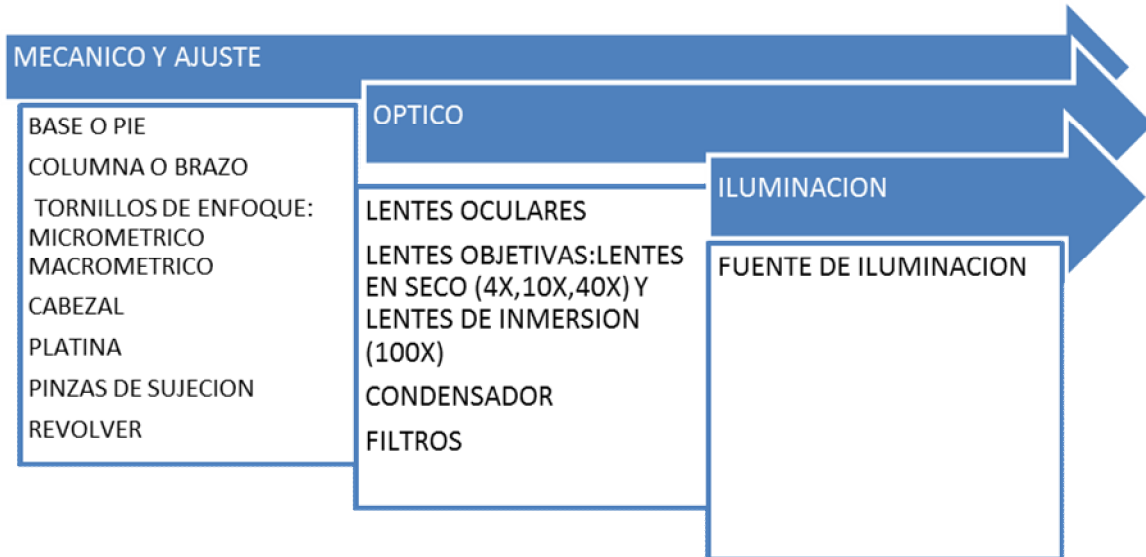 MECANICO Y AJUSTE
BASE O PIE
COLUMNA O BRAZO
TORNILLOS DE ENFOQUE:
MICROMETRICO
MACROMETRICO
CABEZAL
PLATINA
PINZAS DE SUJECION
REVOLVER
OPTICO
LENTES OCULARES
LENTES OBJETIVAS:LENTES
EN SECO (4X,10X,40X) Y
LENTES DE INMERSION
(100X)
CONDENSADOR
FILTROS
ILUMINACION
FUENTE DE ILUMINACION